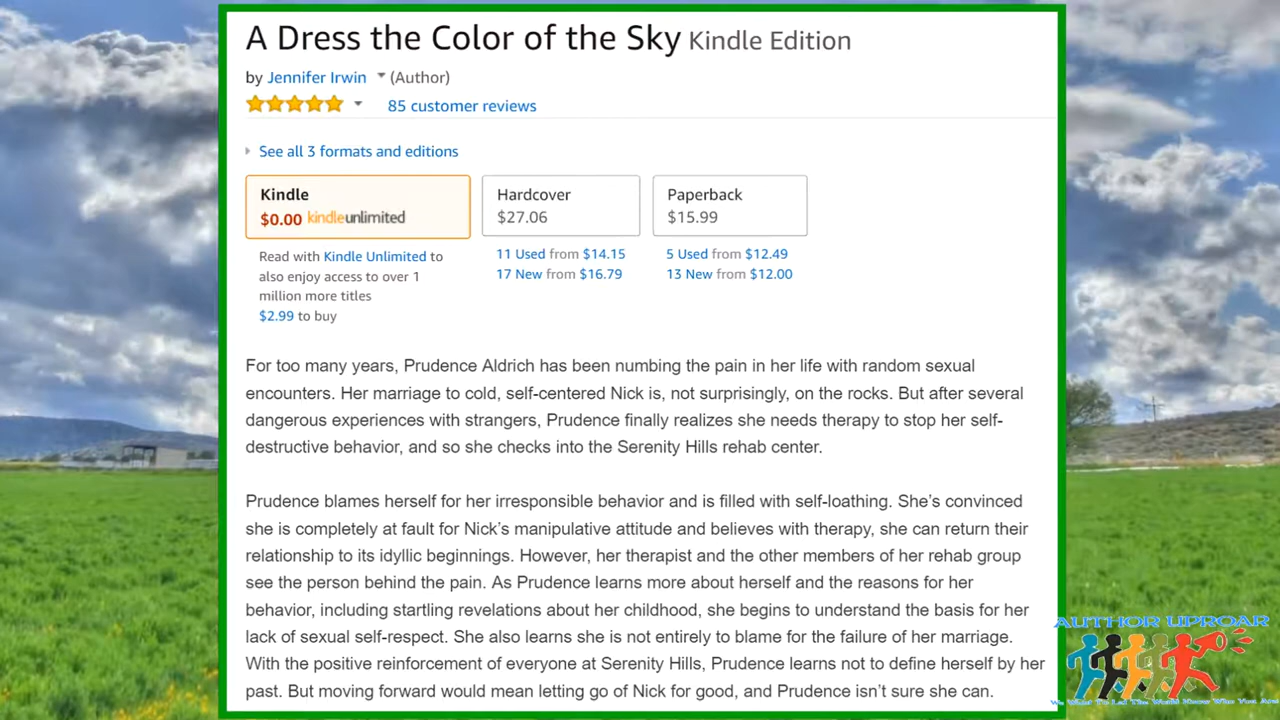 A Dress the Color of the Sky Kindle Edition
by Jennifer Irwin (Author)
85 customer reviews
See all 3 formats and editions
Kindle
$0.00 kindleunlimited
Hardcover
$27.06
Paperback
$15.99
Read with Kindle Unlimited to
also enjoy access to over 1
million more titles
$2.99 to buy
11 Used from $14.15
17 New from $16.79
5 Used from $12.49
13 New from $12.00
For too many years, Prudence Aldrich has been numbing the pain in her life with random sexual
encounters. Her marriage to cold, self-centered Nick is, not surprisingly, on the rocks. But after several
dangerous experiences with strangers, Prudence finally realizes she needs therapy to stop her self-
destructive behavior, and so she checks into the Serenity Hills rehab center.
Prudence blames herself for her irresponsible behavior and is filled with self-loathing. She’s convinced
she is completely at fault for Nick’s manipulative attitude and believes with therapy, she can return their
relationship to its idyllic beginnings. However, her therapist and the other members of her rehab group
see the person behind the pain. As Prudence learns more about herself and the reasons for her
behavior, including startling revelations about her childhood, she begins to understand the basis for her
lack of sexual self-respect. She also learns she is not entirely to blame for the failure of her marriage.
With the positive reinforcement of everyone at Serenity Hills, Prudence learns not to define herself by her
past. But moving forward would mean letting go of Nick for good, and Prudence isn’t sure she can.
AUTHOR UPROAR
We Want To Let The World Know Who You Are!